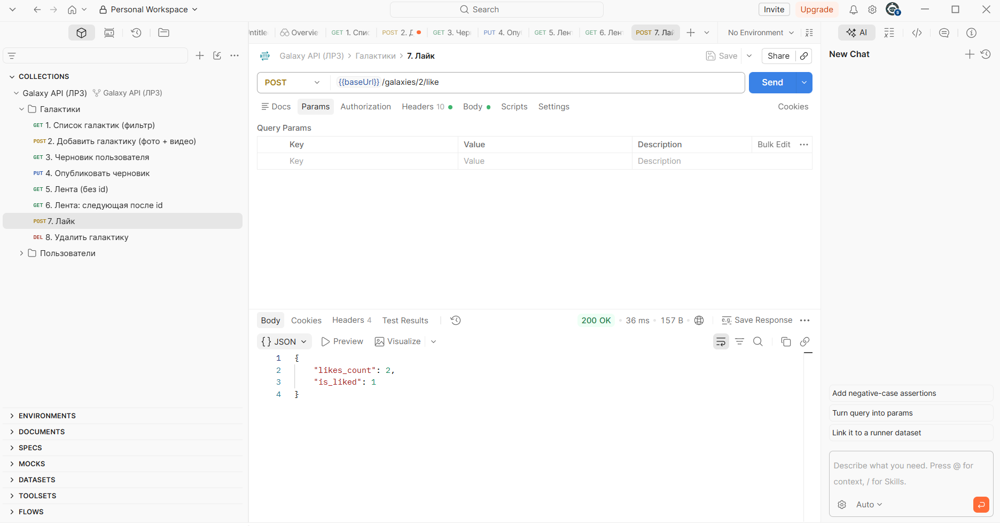 Personal Workspace
Search
Invite
Upgrade
Overvie
GET 1. Спис
POST 2. Д
GET 3. Чер
PUT 4. Опу
GET 5. Лен
GET 6. Лен
POST 7. Лай
No Environment
AI
COLLECTIONS
Galaxy API (ЛР3) Galaxy API (ЛР3)
Галактики
GET 1. Список галактик (фильтр)
POST 2. Добавить галактику (фото + видео)
GET 3. Черновик пользователя
PUT 4. Опубликовать черновик
GET 5. Лента (без id)
GET 6. Лента: следующая после id
POST 7. Лайк
DEL 8. Удалить галактику
Пользователи
ENVIRONMENTS
DOCUMENTS
SPECS
MOCKS
DATASETS
TOOLSETS
FLOWS
HTTP Galaxy API (ЛР3) > Галактики > 7. Лайк
Save
Share
POST
{{baseUrl}} /galaxies/2/like
Send
Docs Params Authorization Headers 10 Body Scripts Settings Cookies
Query Params
Key Value Description Bulk Edit
Key Value Description
Body Cookies Headers 4 Test Results
200 OK 36 ms 157 B
e.g. Save Response
{} JSON Preview Visualize
1 {
2 "likes_count": 2,
3 "is_liked": 1
4 }
New Chat
Add negative-case assertions
Turn query into params
Link it to a runner dataset
Describe what you need. Press @ for
context, / for Skills.
Auto